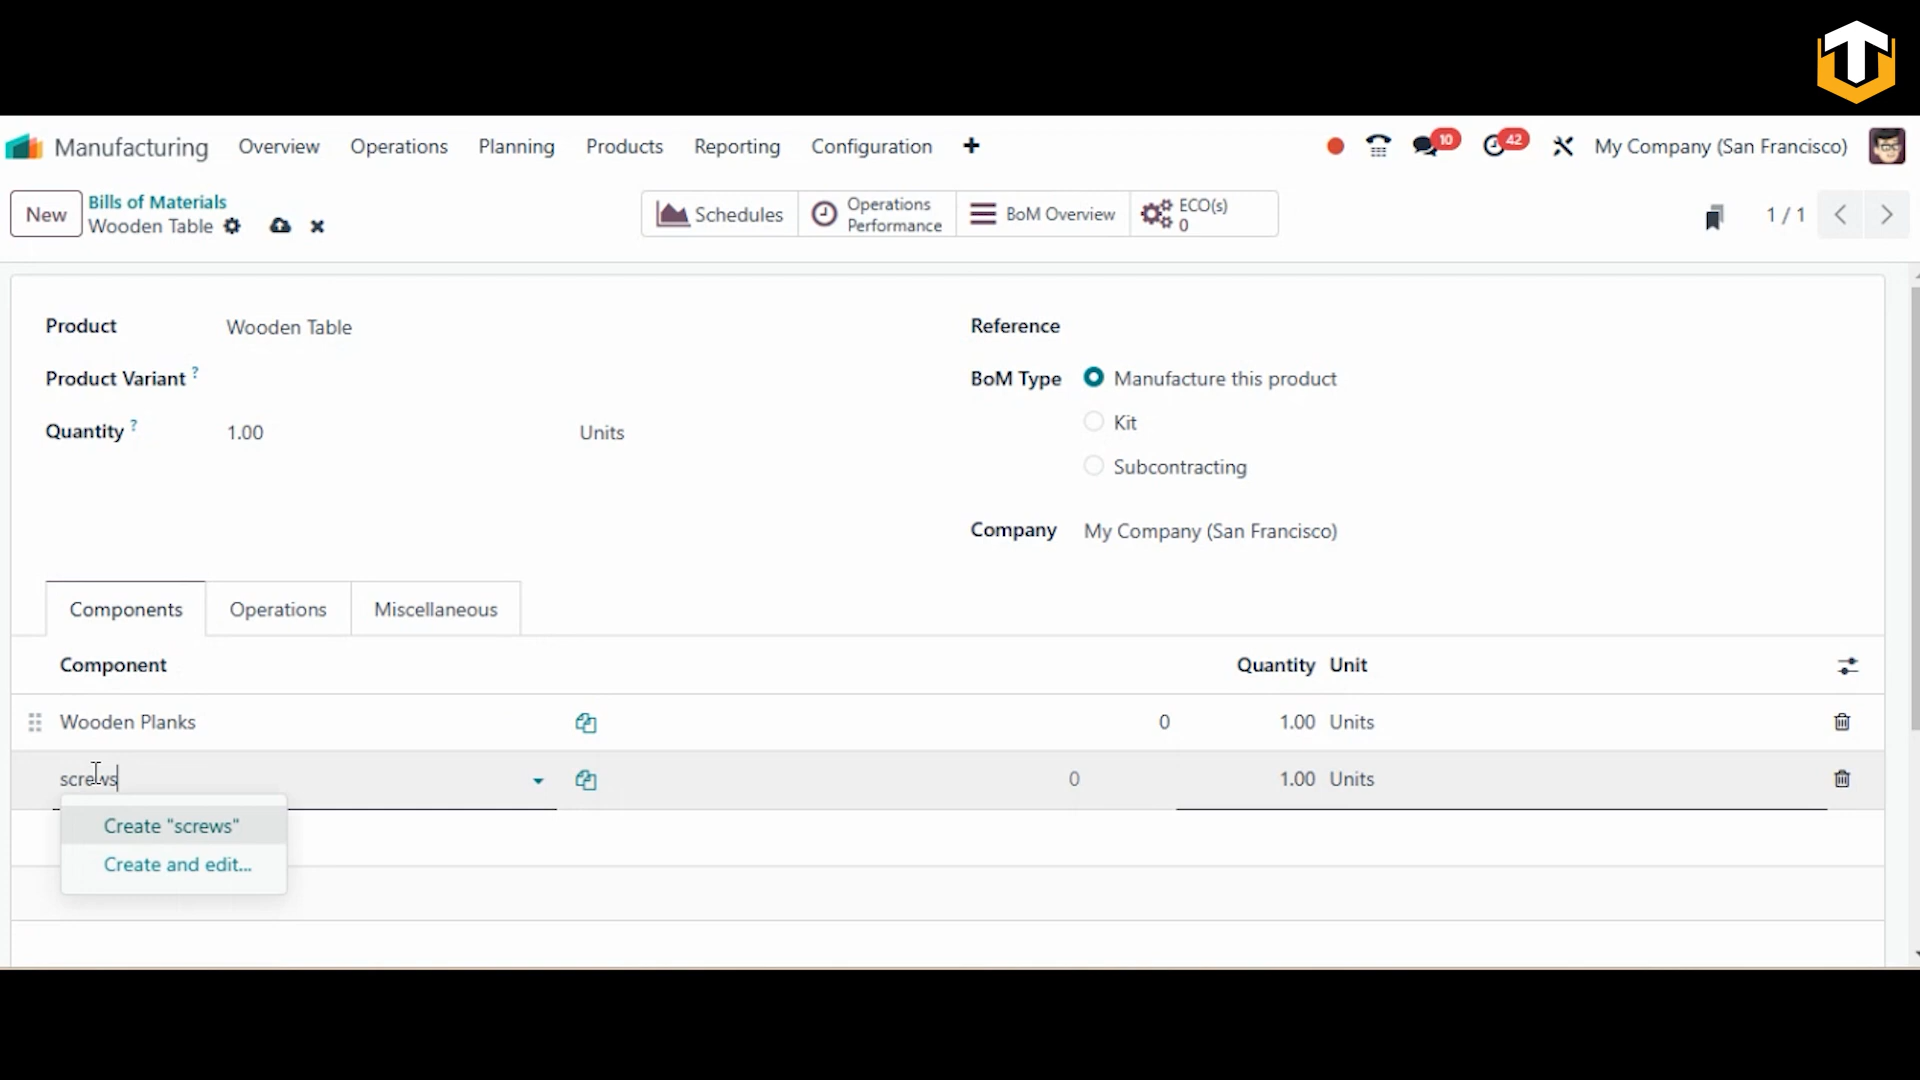 Manufacturing Overview Operations Planning Products Reporting Configuration 10 42 My Company (San Francisco)
New Bills of Materials
Wooden Table
Schedules
Operations
Performance
BoM Overview
ECO(s)
0
1 / 1
Product Wooden Table
Reference
Product Variant ?
BoM Type Manufacture this product
Kit
Subcontracting
Quantity ? 1.00 Units
Company My Company (San Francisco)
Components Operations Miscellaneous
Component Quantity Unit
Wooden Planks 0 1.00 Units
screws 0 1.00 Units
Create "screws"
Create and edit...